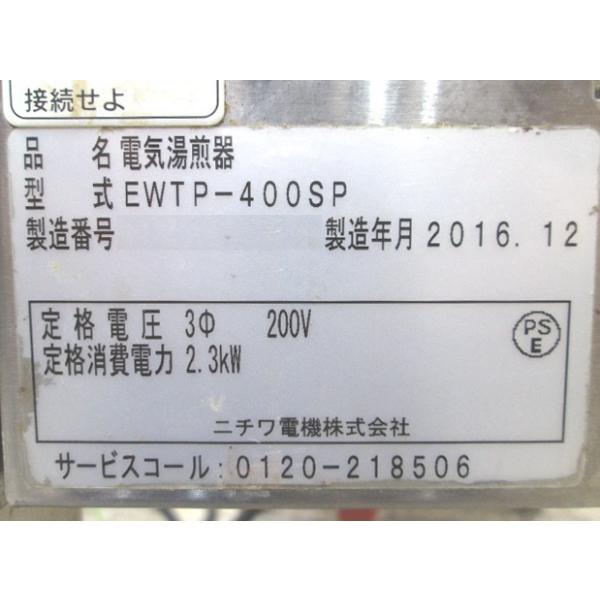 接続せよ
品 名 電気湯煎器
型 式 EWTP-400SP
製造番号 製造年月 2016. 12
定格電圧 3Φ 200V
定格消費電力 2.3kW
PS
E
ニチワ電機株式会社
サービスコール: 0120-218506